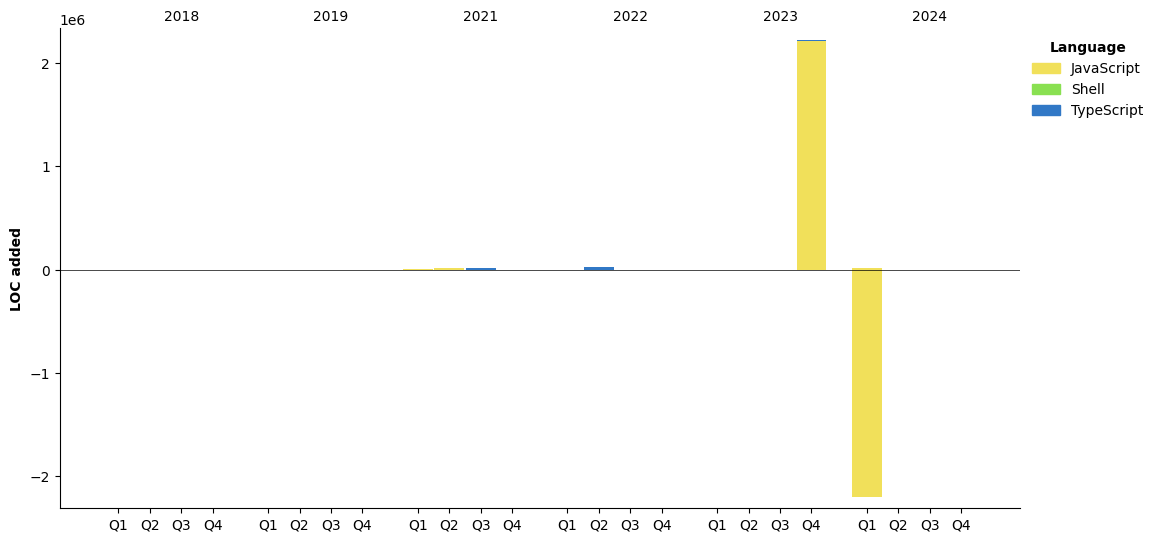 1e6
2018 2019 2021 2022 2023 2024
Language
JavaScript
Shell
TypeScript
LOC added
2
1
0
−1
−2
Q1 Q2 Q3 Q4 Q1 Q2 Q3 Q4 Q1 Q2 Q3 Q4 Q1 Q2 Q3 Q4 Q1 Q2 Q3 Q4 Q1 Q2 Q3 Q4